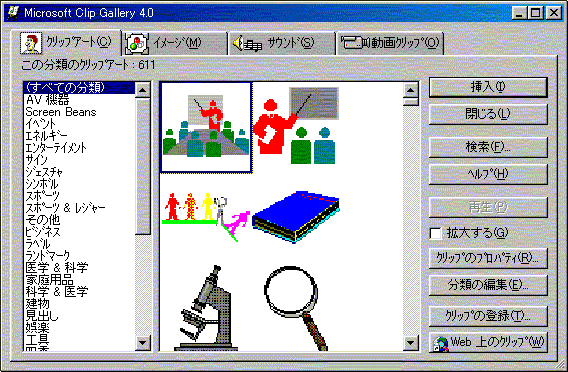 Microsoft Clip Gallery 4.0
ｸﾘｯﾌﾟｱｰﾄ(C)
ｲﾒｰｼﾞ(M)
ｻｳﾝﾄﾞ(S)
動画ｸﾘｯﾌﾟ(O)
この分類のｸﾘｯﾌﾟｱｰﾄ : 611
(すべての分類)
AV 機器
Screen Beans
ｲﾍﾞﾝﾄ
ｴﾈﾙｷﾞｰ
ｴﾝﾀｰﾃｲﾒﾝﾄ
ｻｲﾝ
ｼﾞｪｽﾁｬ
ｼﾝﾎﾞﾙ
ｽﾎﾟｰﾂ
ｽﾎﾟｰﾂ & ﾚｼﾞｬｰ
その他
ﾋﾞｼﾞﾈｽ
ﾗﾍﾞﾙ
ﾗﾝﾄﾞﾏｰｸ
医学 & 科学
家庭用品
科学 & 医学
建物
見出し
娯楽
工具
挿入(I)
閉じる(L)
検索(F)...
ﾍﾙﾌﾟ(H)
再生(P)
拡大する(G)
ｸﾘｯﾌﾟのﾌﾟﾛﾊﾟﾃｨ(R)...
分類の編集(E)...
ｸﾘｯﾌﾟの登録(T)...
Web 上のｸﾘｯﾌﾟ(W)